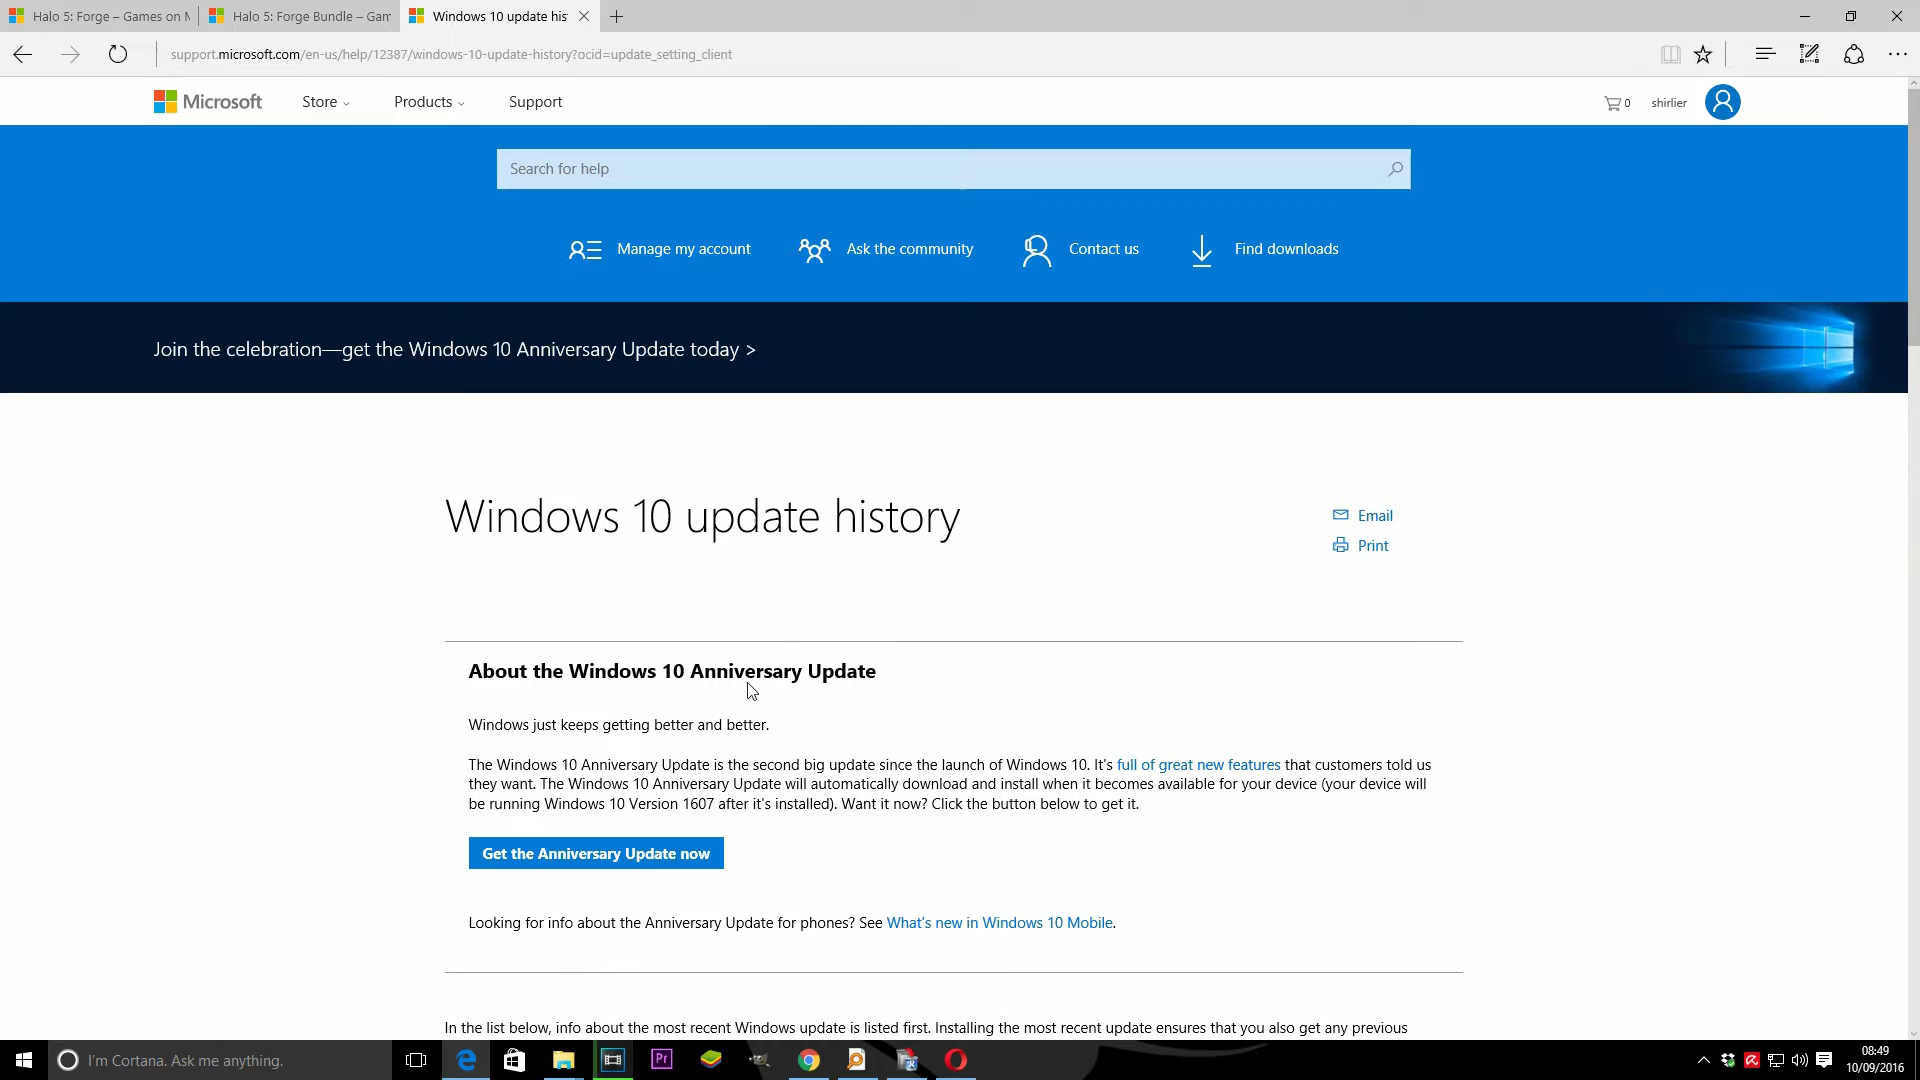 Halo 5: Forge – Games on M
Halo 5: Forge Bundle – Gam
Windows 10 update his
support.microsoft.com/en-us/help/12387/windows-10-update-history?ocid=update_setting_client
Microsoft
Store
Products
Support
0
shirlier
Search for help
Manage my account
Ask the community
Contact us
Find downloads
Join the celebration—get the Windows 10 Anniversary Update today >
Windows 10 update history
Email
Print
About the Windows 10 Anniversary Update
Windows just keeps getting better and better.
The Windows 10 Anniversary Update is the second big update since the launch of Windows 10. It's full of great new features that customers told us
they want. The Windows 10 Anniversary Update will automatically download and install when it becomes available for your device (your device will
be running Windows 10 Version 1607 after it's installed). Want it now? Click the button below to get it.
Get the Anniversary Update now
Looking for info about the Anniversary Update for phones? See What's new in Windows 10 Mobile.
In the list below, info about the most recent Windows update is listed first. Installing the most recent update ensures that you also get any previous
I'm Cortana. Ask me anything.
Pr
08:49
10/09/2016